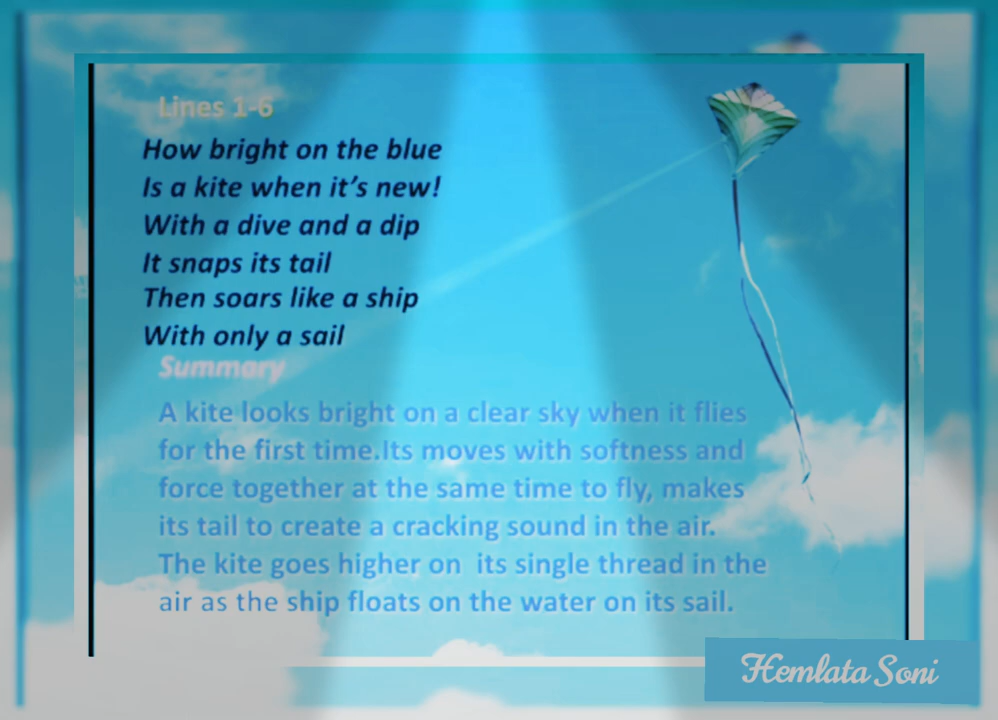 Lines 1-6
How bright on the blue
Is a kite when it's new!
With a dive and a dip
It snaps its tail
Then soars like a ship
With only a sail
Summary
A kite looks bright on a clear sky when it flies
for the first time.Its moves with softness and
force together at the same time to fly, makes
its tail to create a cracking sound in the air.
The kite goes higher on its single thread in the
air as the ship floats on the water on its sail.
Hemlata Soni